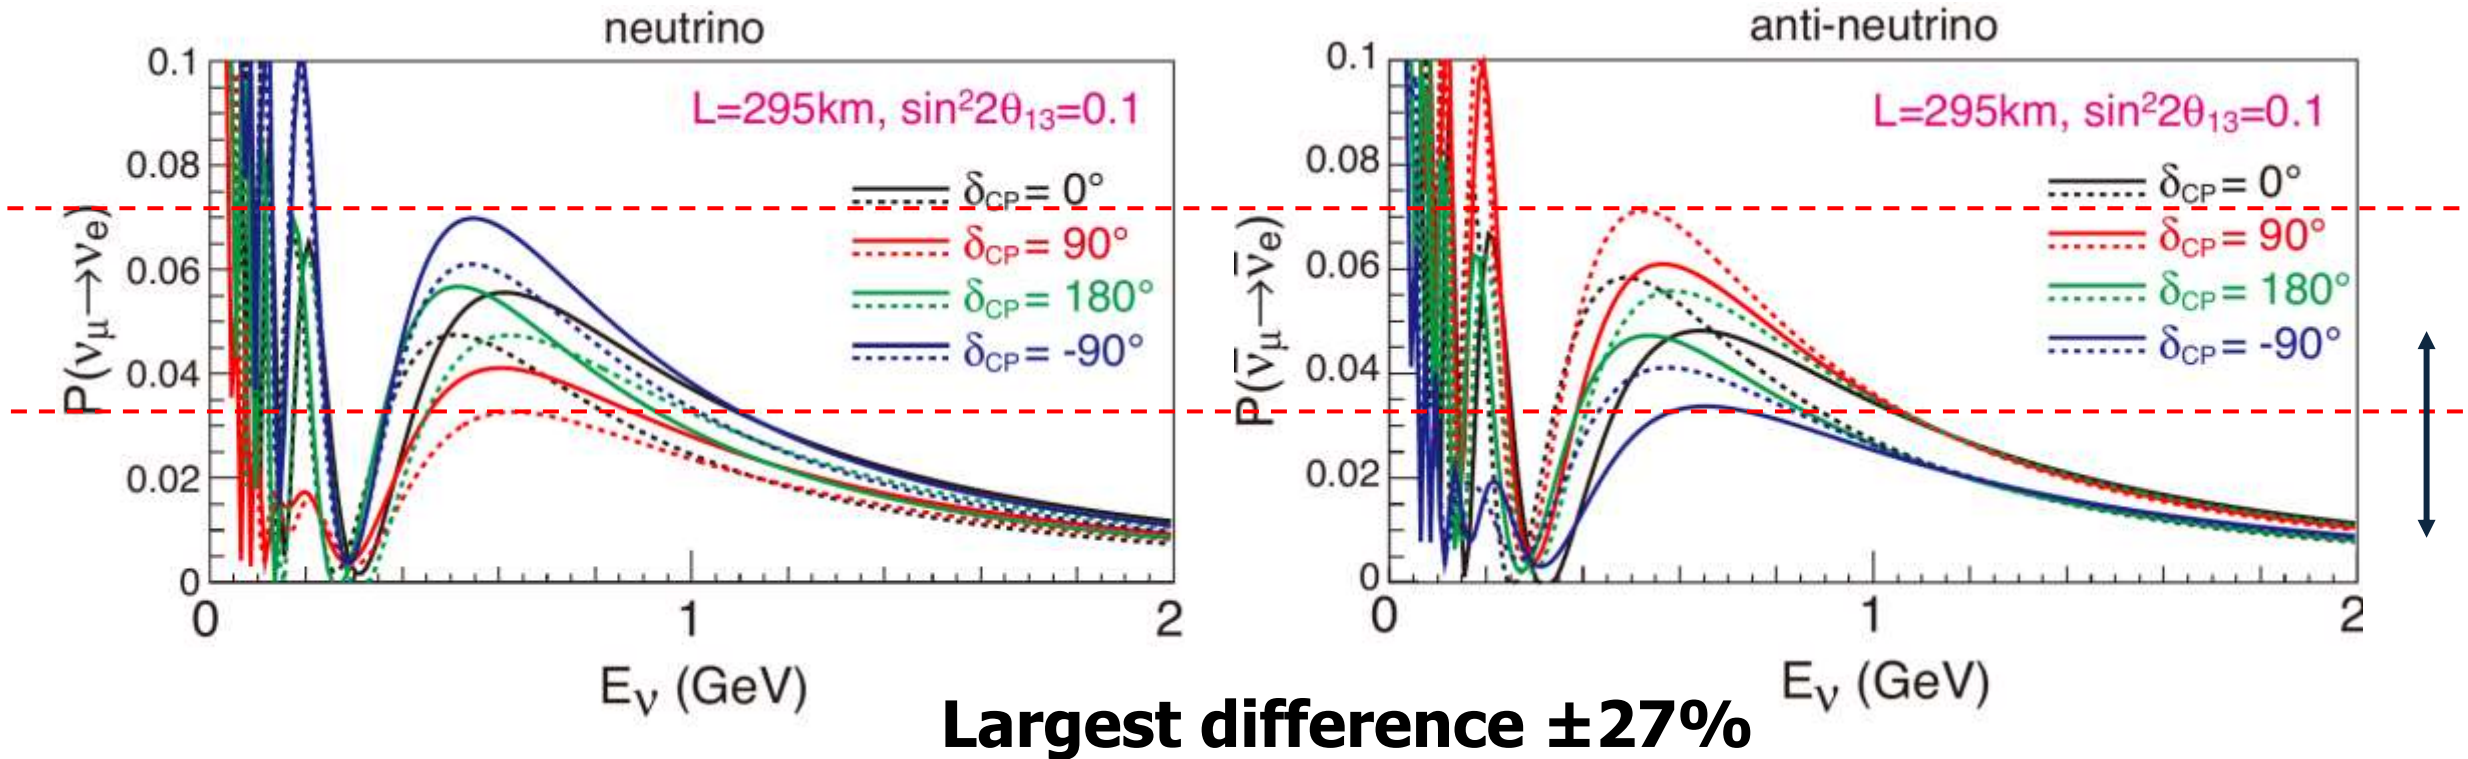 neutrino
0.1
0.08
0.06
0.04
0.02
0
P(νμ→νe)
L=295km, sin²2θ₁₃=0.1
δCP= 0°
δCP= 90°
δCP= 180°
δCP= -90°
0 1 2
Eν (GeV)
anti-neutrino
0.1
0.08
0.06
0.04
0.02
0
P(ν̅μ→ν̅e)
L=295km, sin²2θ₁₃=0.1
δCP= 0°
δCP= 90°
δCP= 180°
δCP= -90°
0 1 2
Eν (GeV)
Largest difference ±27%